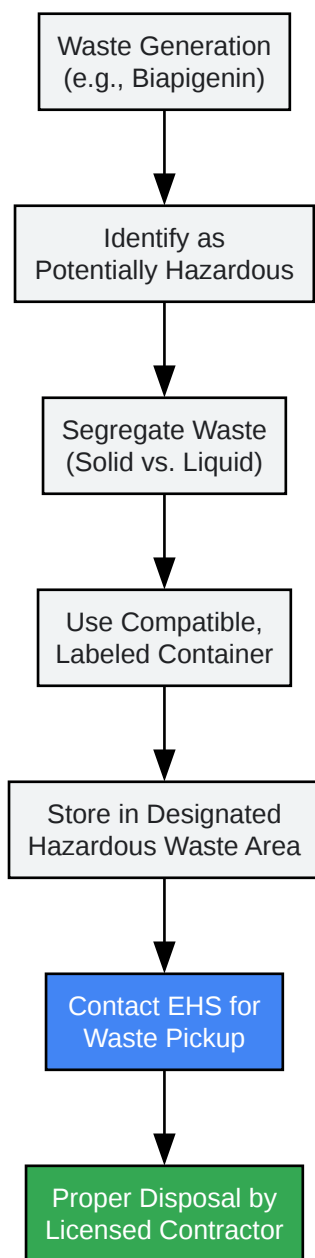 Waste Generation
(e.g., Biapigenin)
Identify as
Potentially Hazardous
Segregate Waste
(Solid vs. Liquid)
Use Compatible,
Labeled Container
Store in Designated
Hazardous Waste Area
Contact EHS for
Waste Pickup
Proper Disposal by
Licensed Contractor